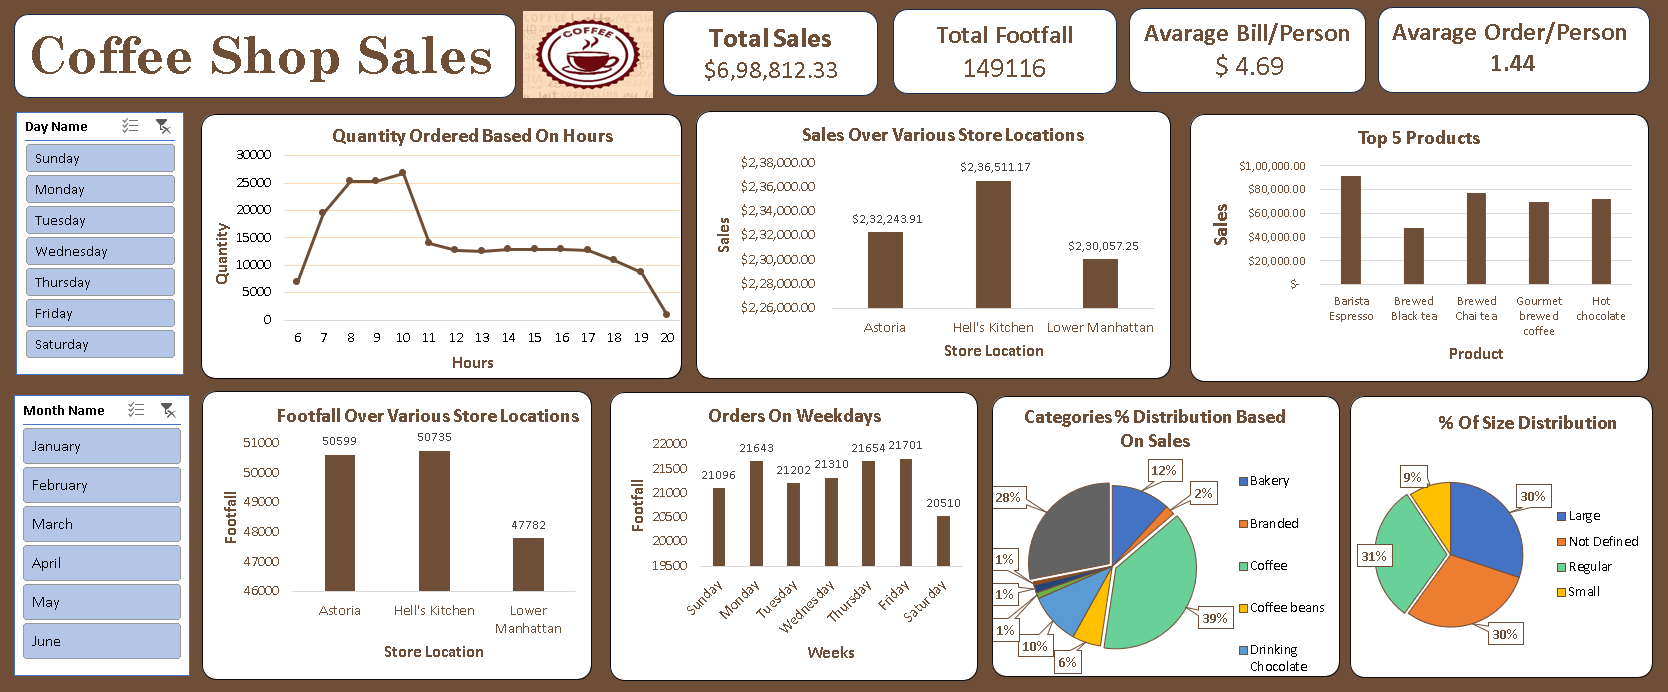 Coffee Shop Sales
COFFEE
Total Sales
$6,98,812.33
Total Footfall
149116
Avarage Bill/Person
$ 4.69
Avarage Order/Person
1.44
Day Name
Sunday
Monday
Tuesday
Wednesday
Thursday
Friday
Saturday
Quantity Ordered Based On Hours
30000
25000
20000
15000
10000
5000
0
Quantity
6 7 8 9 10 11 12 13 14 15 16 17 18 19 20
Hours
Sales Over Various Store Locations
$2,38,000.00
$2,36,000.00
$2,34,000.00
$2,32,000.00
$2,30,000.00
$2,28,000.00
$2,26,000.00
Sales
$2,32,243.91
$2,36,511.17
$2,30,057.25
Astoria Hell's Kitchen Lower Manhattan
Store Location
Top 5 Products
$1,00,000.00
$80,000.00
$60,000.00
$40,000.00
$20,000.00
$-
Sales
Barista
Espresso
Brewed
Black tea
Brewed
Chai tea
Gourmet
brewed
coffee
Hot
chocolate
Product
Month Name
January
February
March
April
May
June
Footfall Over Various Store Locations
51000
50000
49000
48000
47000
46000
Footfall
50599
50735
47782
Astoria
Hell's Kitchen
Lower
Manhattan
Store Location
Orders On Weekdays
22000
21500
21000
20500
20000
19500
Footfall
21096
21643
21202
21310
21654
21701
20510
Sunday
Monday
Tuesday
Wednesday
Thursday
Friday
Saturday
Weeks
Categories % Distribution Based
On Sales
12%
2%
39%
6%
10%
1%
1%
1%
28%
Bakery
Branded
Coffee
Coffee beans
Drinking
Chocolate
% Of Size Distribution
30%
30%
31%
9%
Large
Not Defined
Regular
Small